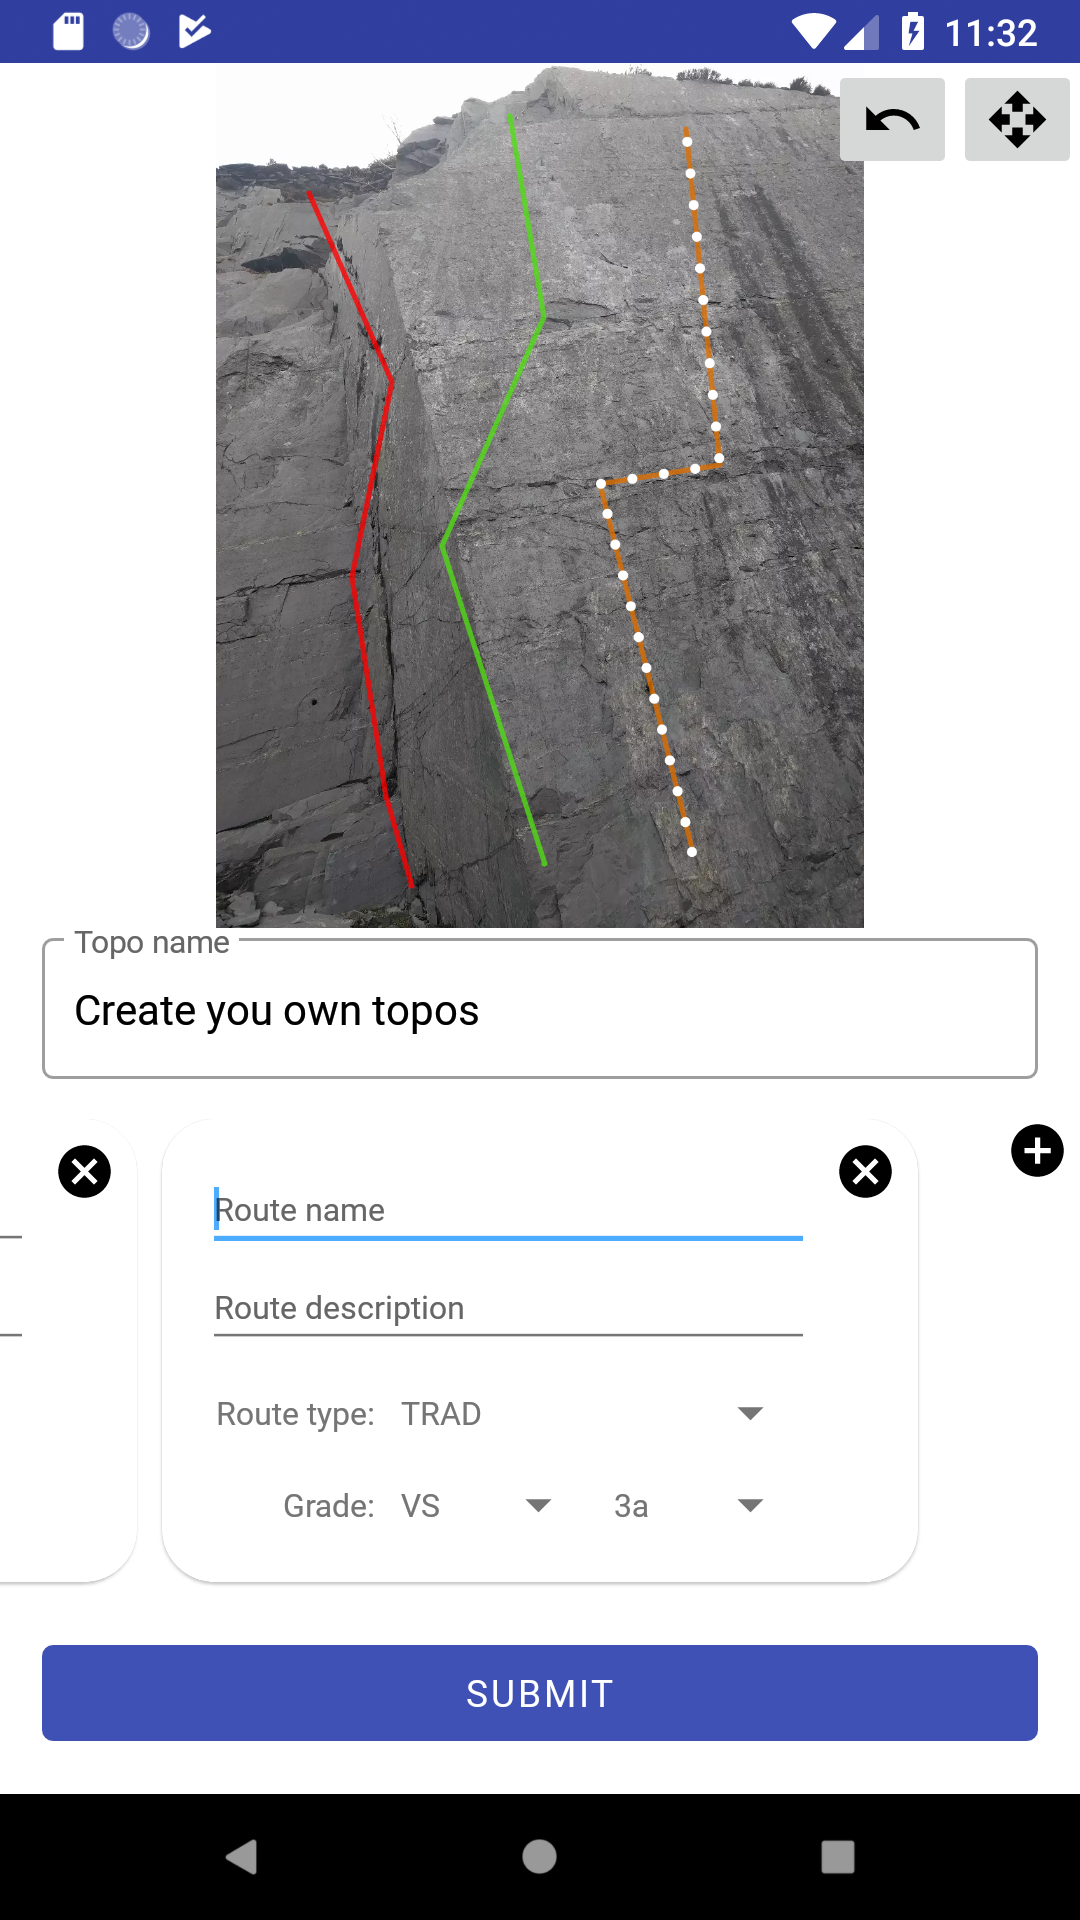 11:32
Topo name
Create you own topos
Route name
Route description
Route type: TRAD
Grade: VS 3a
SUBMIT